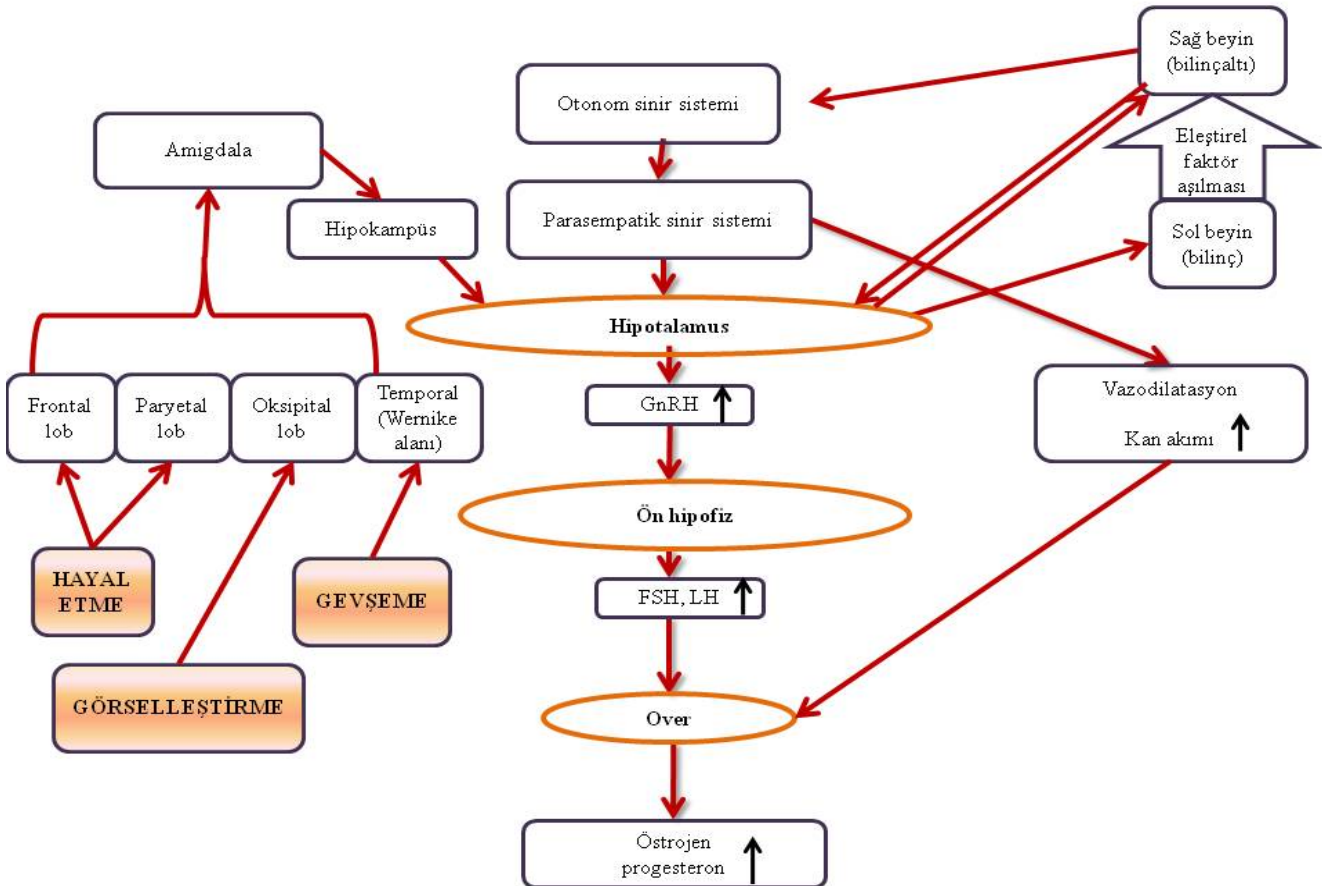 Sağ beyin
(bilinçaltı)
Otonom sinir sistemi
Eleştirel
faktör
aşılması
Amigdala
Parasempatik sinir sistemi
Hipokampüs
Sol beyin
(bilinç)
Hipotalamus
Frontal
lob
Paryetal
lob
Oksipital
lob
Temporal
(Wernike
alanı)
GnRH
Vazodilatasyon
Kan akımı
Ön hipofiz
HAYAL
ETME
GEVŞEME
FSH, LH
GÖRSELLEŞTİRME
Over
Östrojen
progesteron